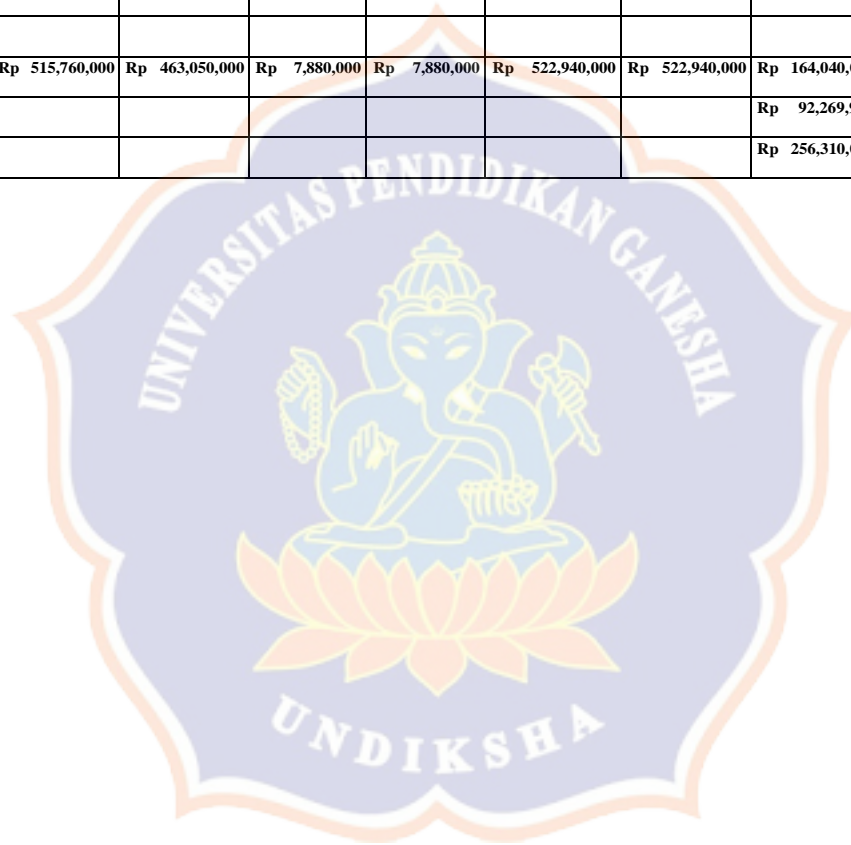 Rp 515,760,000 Rp 463,050,000 Rp 7,880,000 Rp 7,880,000 Rp 522,940,000 Rp 522,940,000 Rp 164,040,
Rp 92,269,
Rp 256,310,
UNIVERSITAS PENDIDIKAN GANESHA
UNDIKSHA